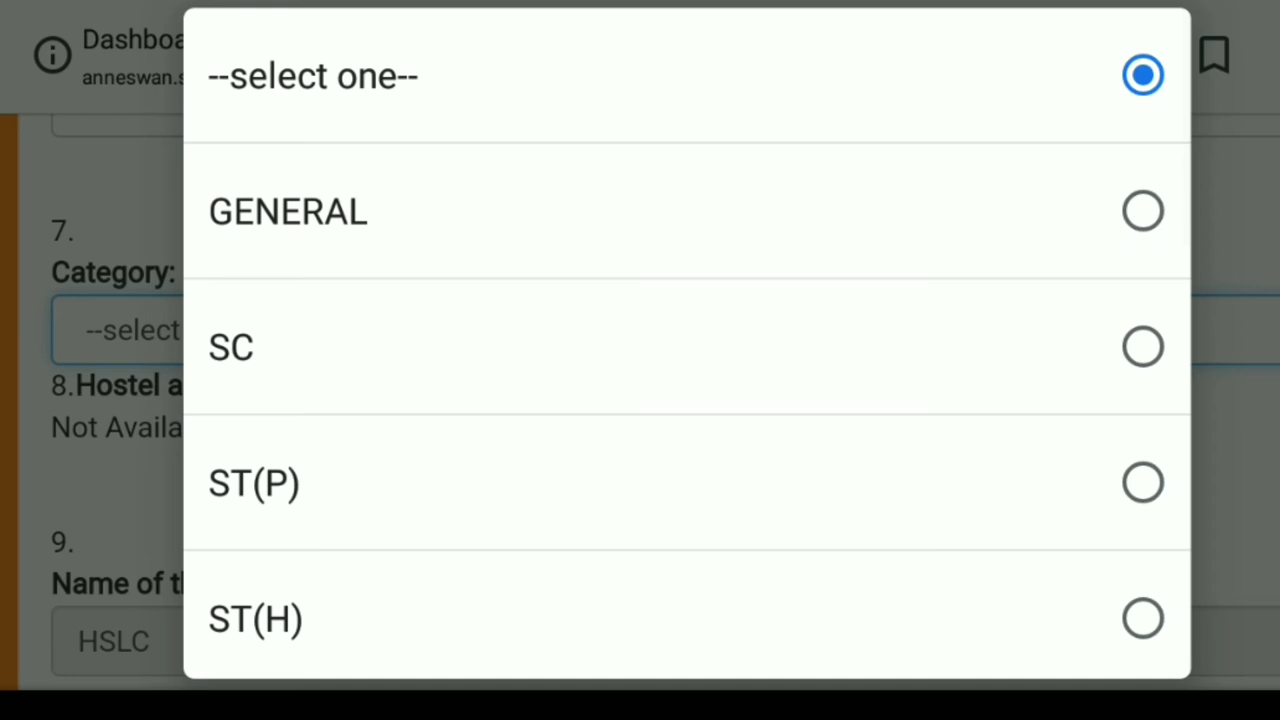 Dashboa
anneswan.s
--select one--
GENERAL
7.
Category:
--select
SC
8.Hostel a
Not Availa
ST(P)
9.
Name of t
ST(H)
HSLC